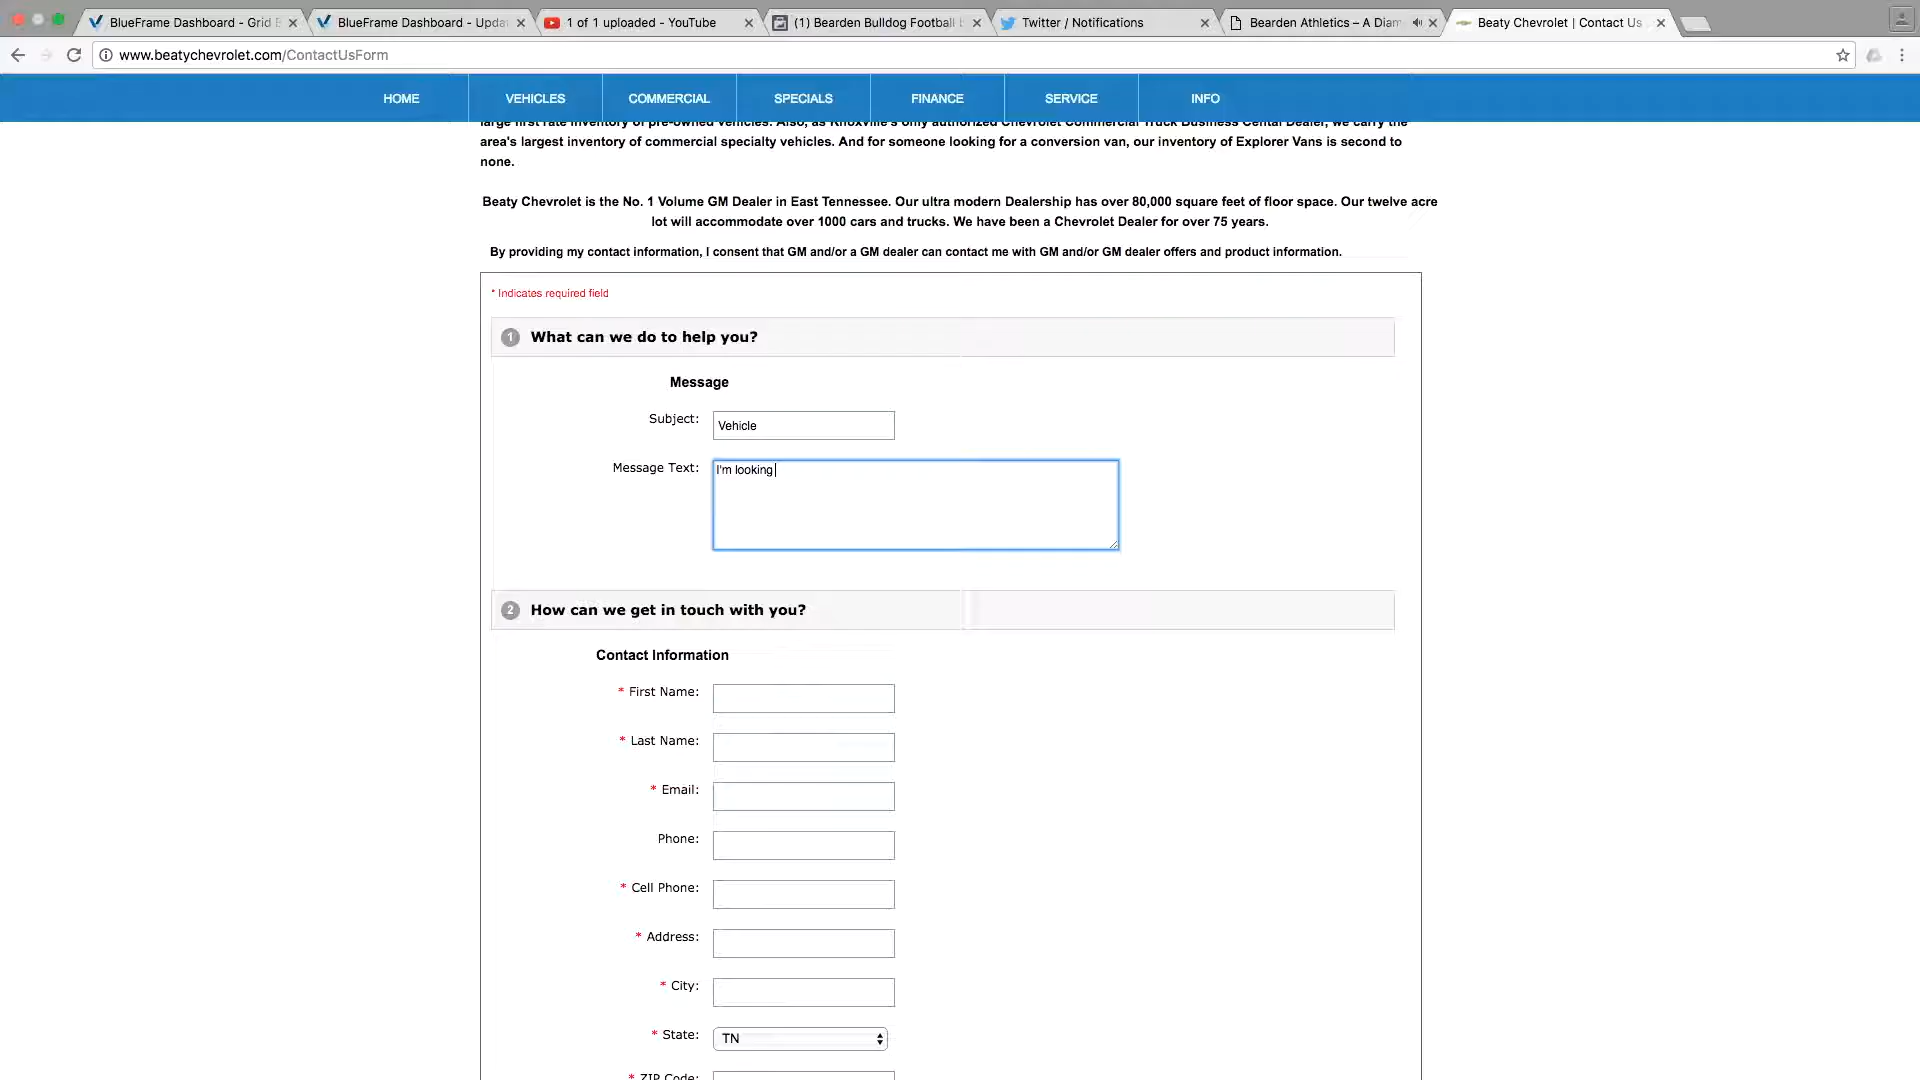 BlueFrame Dashboard - Grid
BlueFrame Dashboard - Upda
1 of 1 uploaded - YouTube
(1) Bearden Bulldog Football
Twitter / Notifications
Bearden Athletics – A Diam
Beaty Chevrolet | Contact Us
www.beatychevrolet.com/ContactUsForm
HOME
VEHICLES
COMMERCIAL
SPECIALS
FINANCE
SERVICE
INFO
large first rate inventory of pre-owned vehicles. Also, as Knoxville's only authorized Chevrolet Commercial Truck Business Cental Dealer, we carry the
area's largest inventory of commercial specialty vehicles. And for someone looking for a conversion van, our inventory of Explorer Vans is second to
none.
Beaty Chevrolet is the No. 1 Volume GM Dealer in East Tennessee. Our ultra modern Dealership has over 80,000 square feet of floor space. Our twelve acre
lot will accommodate over 1000 cars and trucks. We have been a Chevrolet Dealer for over 75 years.
By providing my contact information, I consent that GM and/or a GM dealer can contact me with GM and/or GM dealer offers and product information.
* Indicates required field
1 What can we do to help you?
Message
Subject: Vehicle
Message Text: I'm looking
2 How can we get in touch with you?
Contact Information
* First Name:
* Last Name:
* Email:
Phone:
* Cell Phone:
* Address:
* City:
* State: TN
* ZIP Code: